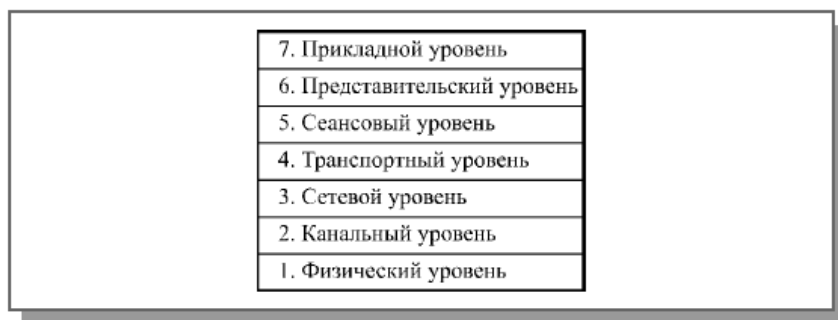 7. Прикладной уровень
6. Представительский уровень
5. Сеансовый уровень
4. Транспортный уровень
3. Сетевой уровень
2. Канальный уровень
1. Физический уровень